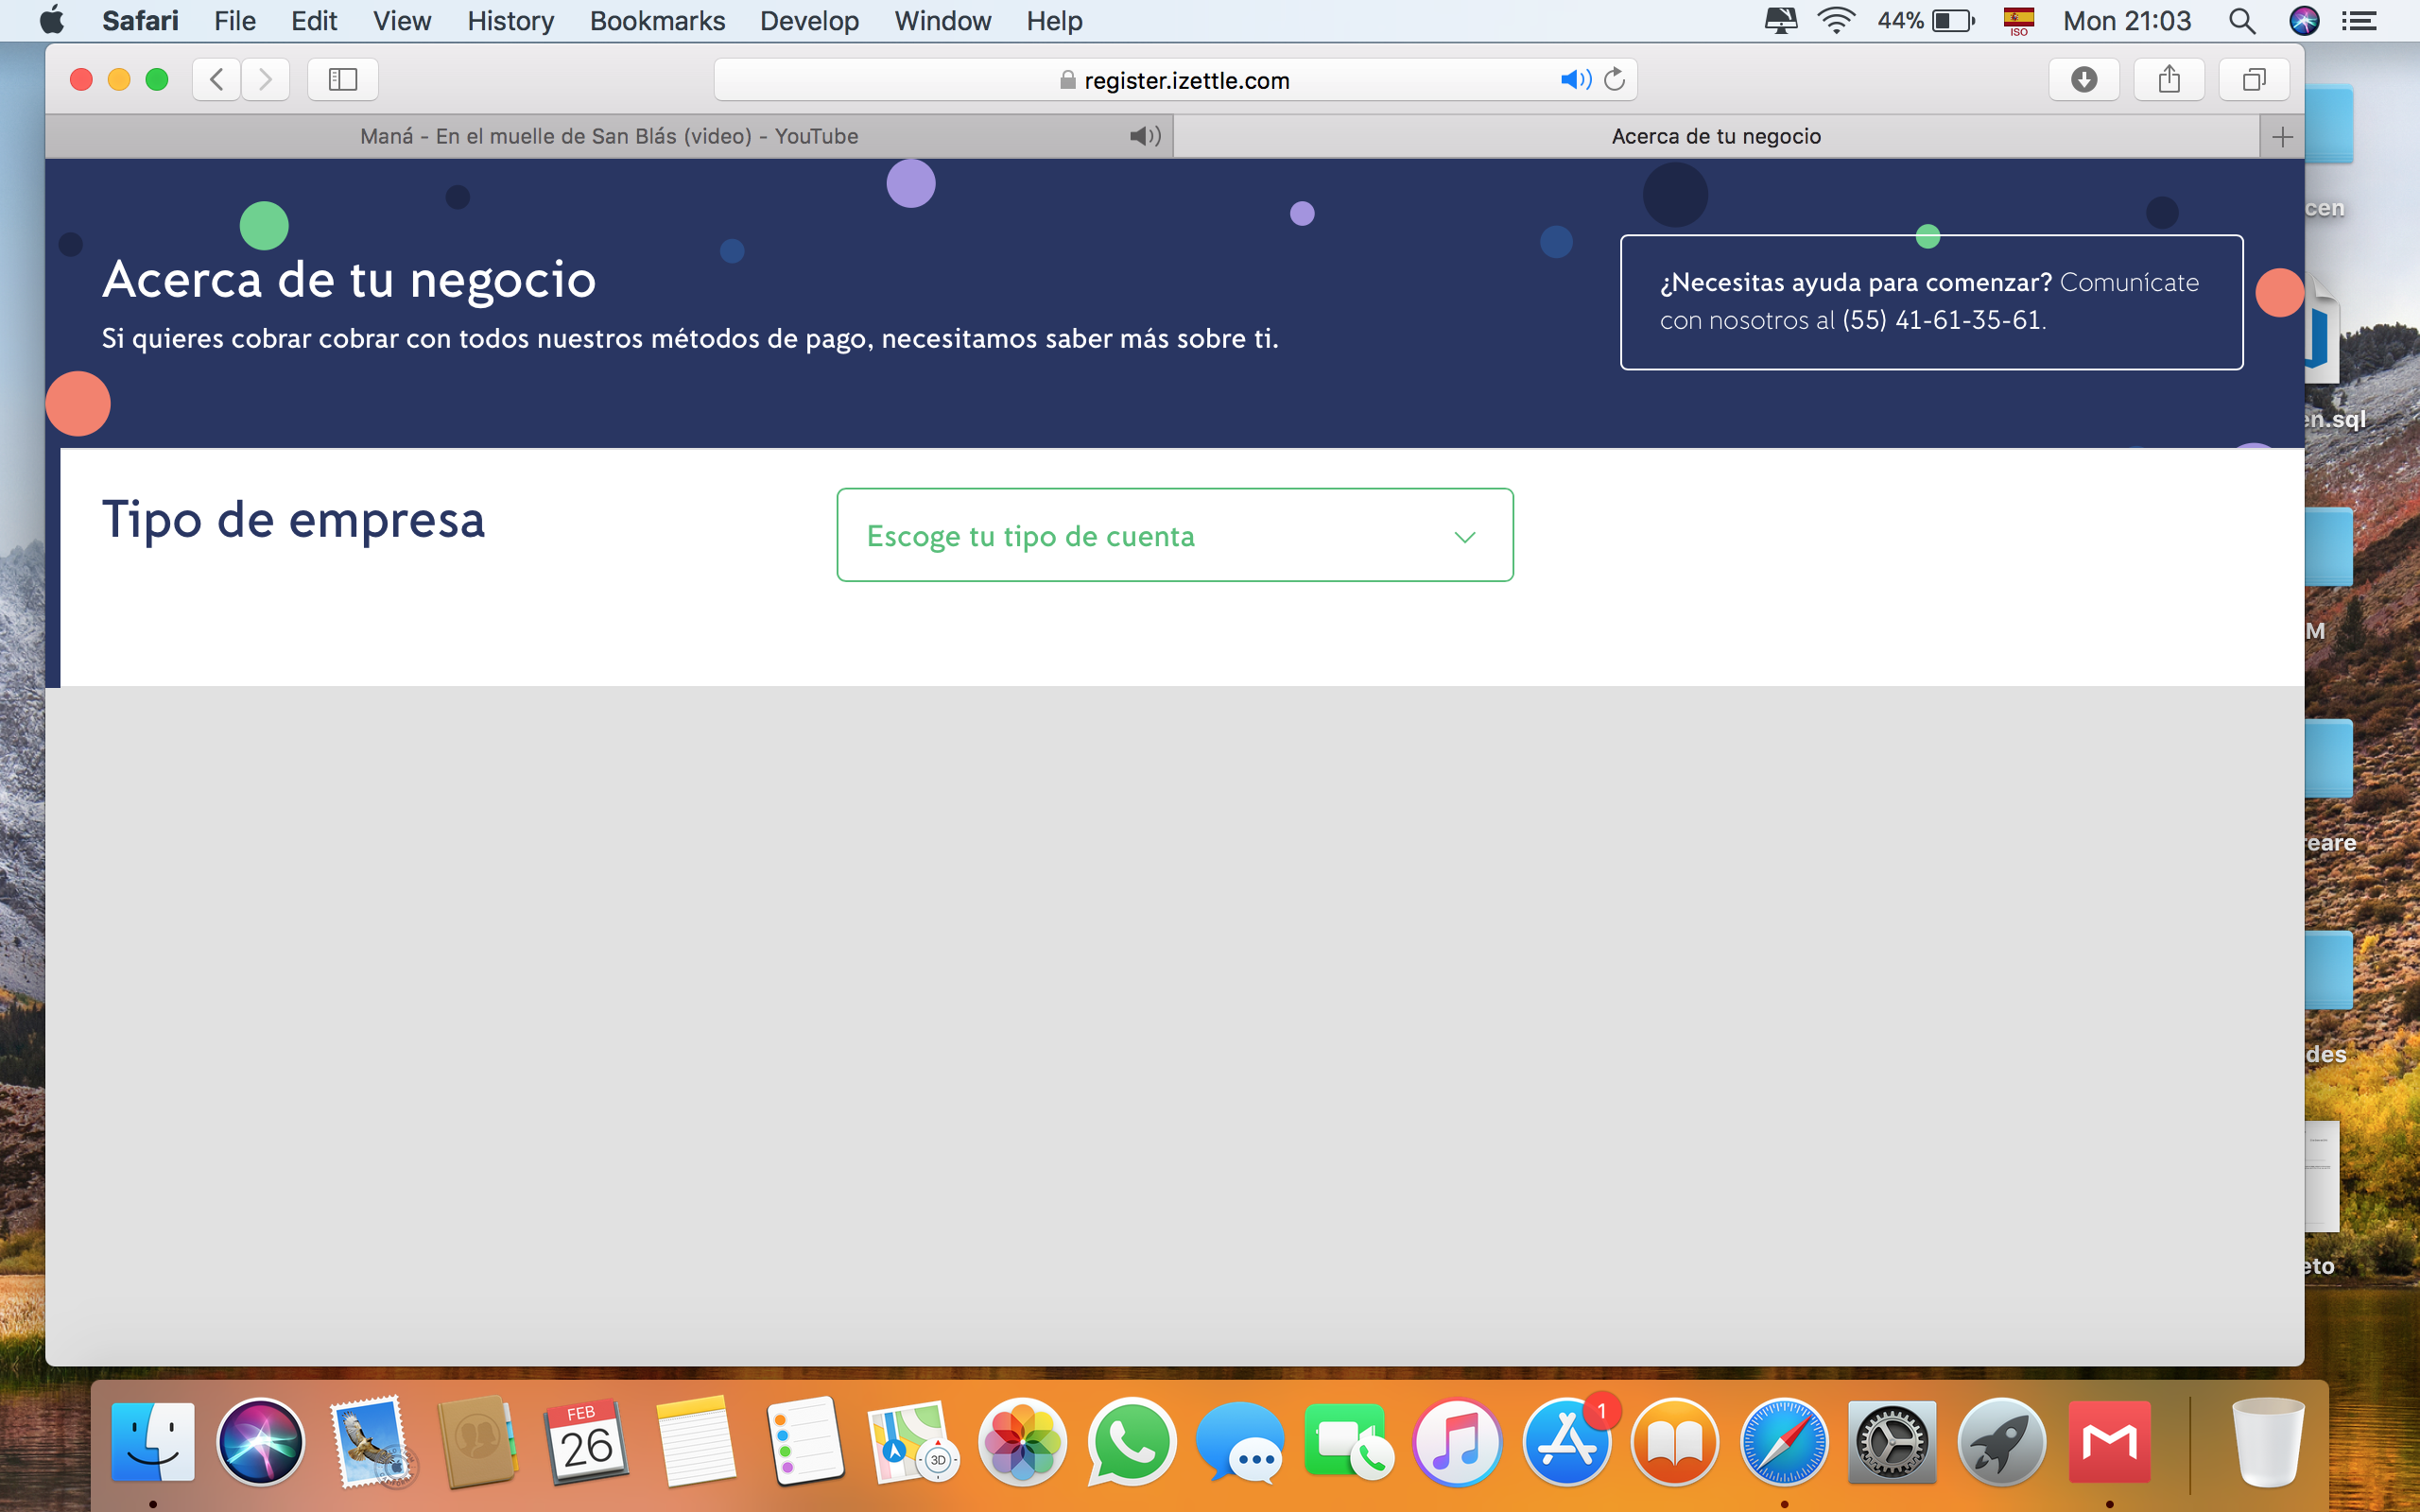 Safari File Edit View History Bookmarks Develop Window Help 44% ISO Mon 21:03
register.izettle.com
Maná - En el muelle de San Blás (video) - YouTube
Acerca de tu negocio
Acerca de tu negocio
Si quieres cobrar cobrar con todos nuestros métodos de pago, necesitamos saber más sobre ti.
¿Necesitas ayuda para comenzar? Comunícate
con nosotros al (55) 41-61-35-61.
Tipo de empresa
Escoge tu tipo de cuenta
cen
en.sql
M
reare
des
eto
FEB
26
3D
1